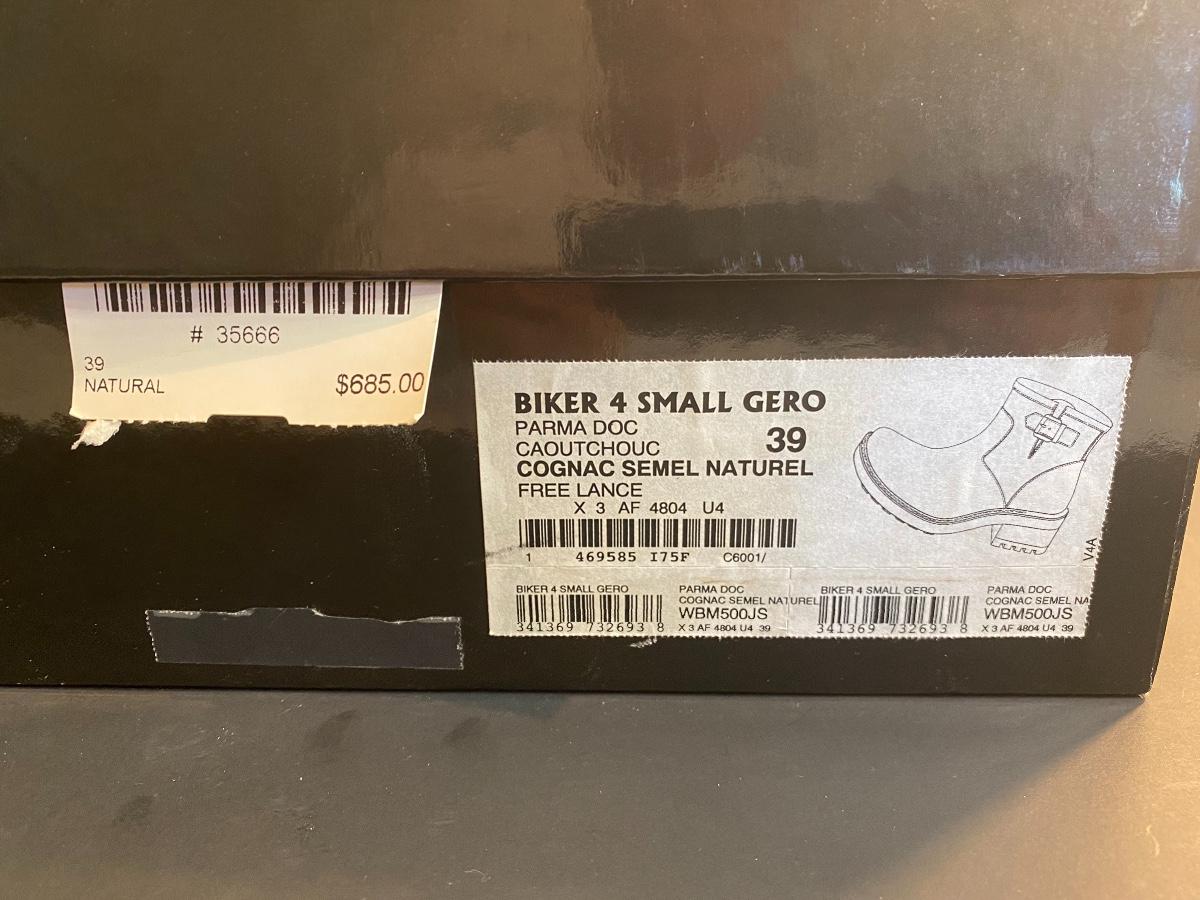 # 35666
39
NATURAL $685.00
BIKER 4 SMALL GERO
PARMA DOC
CAOUTCHOUC 39
COGNAC SEMEL NATUREL
FREE LANCE
X 3 AF 4804 U4
1 469585 I75F C6001/
V4A
BIKER 4 SMALL GERO
341369 732693 8
PARMA DOC
COGNAC SEMEL NATUREL
WBM500JS
X 3 AF 4804 U4 39
BIKER 4 SMALL GERO
341369 732693 8
PARMA DOC
COGNAC SEMEL NA
WBM500JS
X 3 AF 4804 U4 39